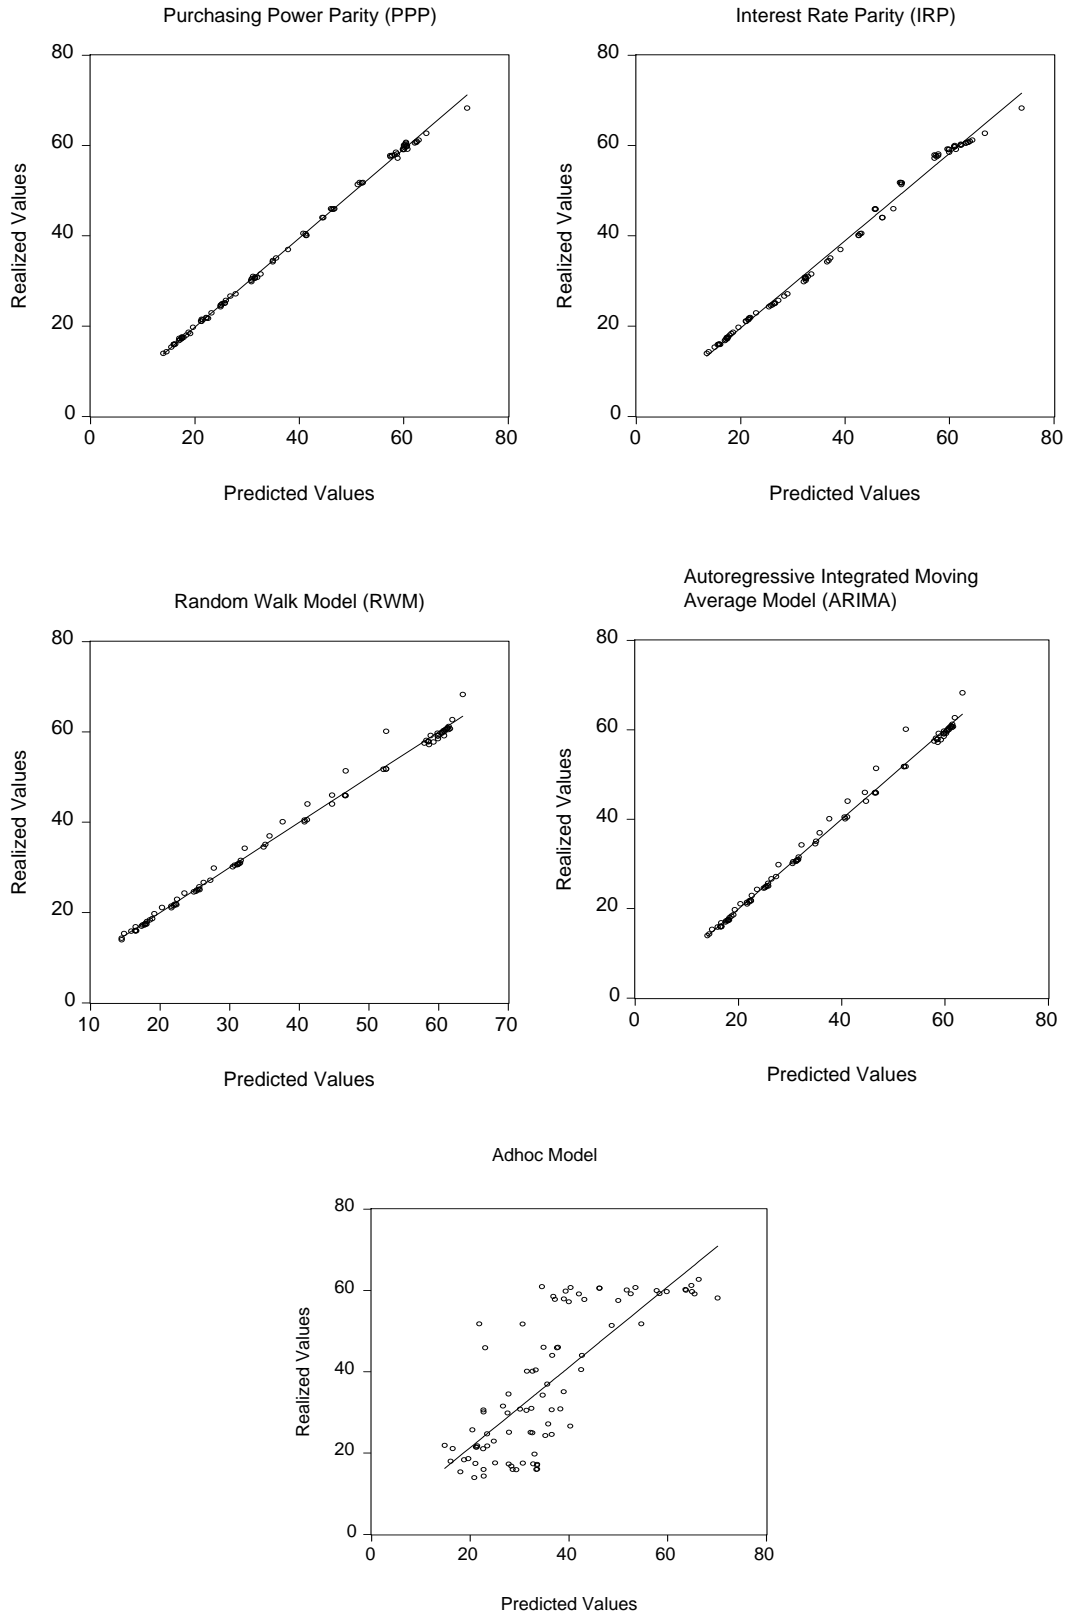 Purchasing Power Parity (PPP)
Interest Rate Parity (IRP)
80
60
40
20
0
Realized Values
0 20 40 60 80
Predicted Values
80
60
40
20
0
Realized Values
0 20 40 60 80
Predicted Values
Random Walk Model (RWM)
Autoregressive Integrated Moving
Average Model (ARIMA)
80
60
40
20
0
Realized Values
10 20 30 40 50 60 70
Predicted Values
80
60
40
20
0
Realized Values
0 20 40 60 80
Predicted Values
Adhoc Model
80
60
40
20
0
Realized Values
0 20 40 60 80
Predicted Values